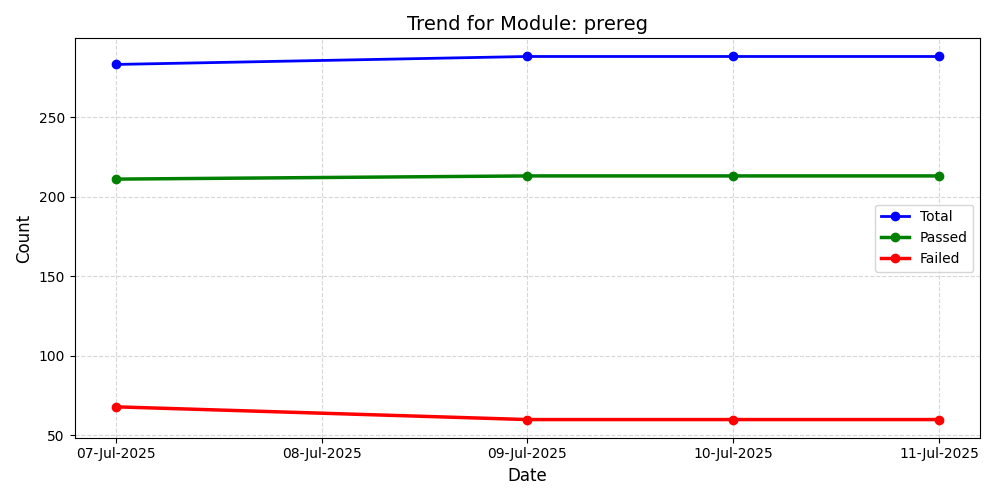 Trend for Module: prereg
Count
250
200
150
100
50
Total
Passed
Failed
07-Jul-2025
08-Jul-2025
09-Jul-2025
10-Jul-2025
11-Jul-2025
Date